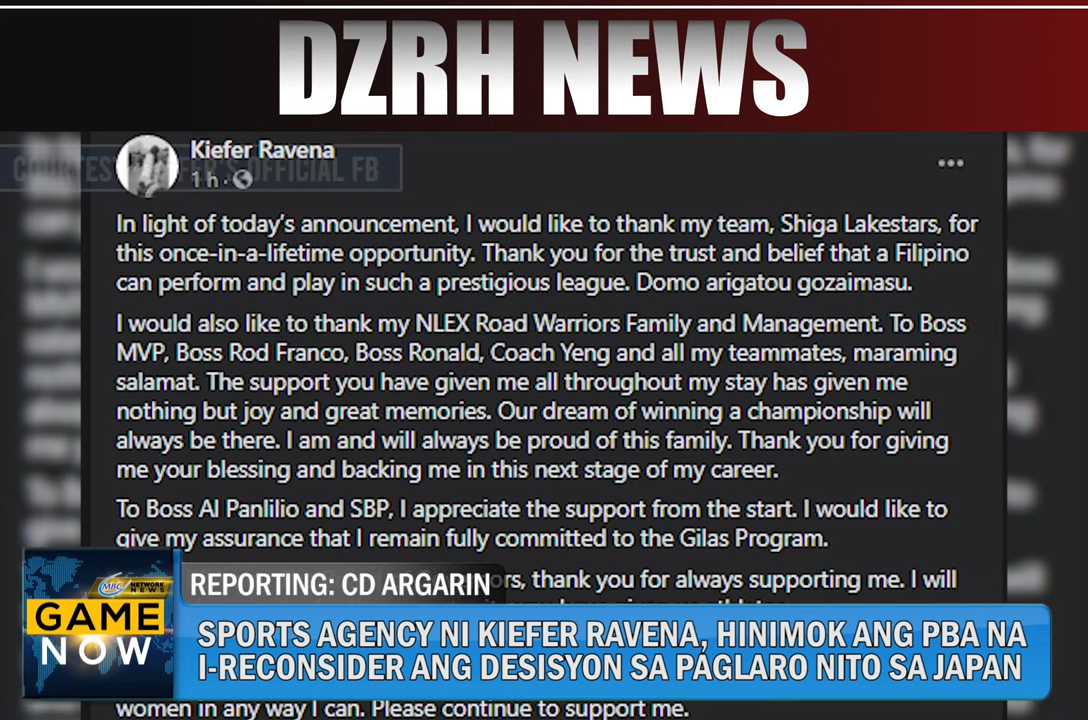 DZRH NEWS
COURTESY: KIEFER'S OFFICIAL FB
Kiefer Ravena
1 h ·
In light of today's announcement, I would like to thank my team, Shiga Lakestars, for
this once-in-a-lifetime opportunity. Thank you for the trust and belief that a Filipino
can perform and play in such a prestigious league. Domo arigatou gozaimasu.
I would also like to thank my NLEX Road Warriors Family and Management. To Boss
MVP, Boss Rod Franco, Boss Ronald, Coach Yeng and all my teammates, maraming
salamat. The support you have given me all throughout my stay has given me
nothing but joy and great memories. Our dream of winning a championship will
always be there. I am and will always be proud of this family. Thank you for giving
me your blessing and backing me in this next stage of my career.
To Boss Al Panlilio and SBP, I appreciate the support from the start. I would like to
give my assurance that I remain fully committed to the Gilas Program.
ors, thank you for always supporting me. I will
REPORTING: CD ARGARIN
MBC NETWORK NEWS
GAME
NOW
SPORTS AGENCY NI KIEFER RAVENA, HINIMOK ANG PBA NA
I-RECONSIDER ANG DESISYON SA PAGLARO NITO SA JAPAN
women in any way I can. Please continue to support me.